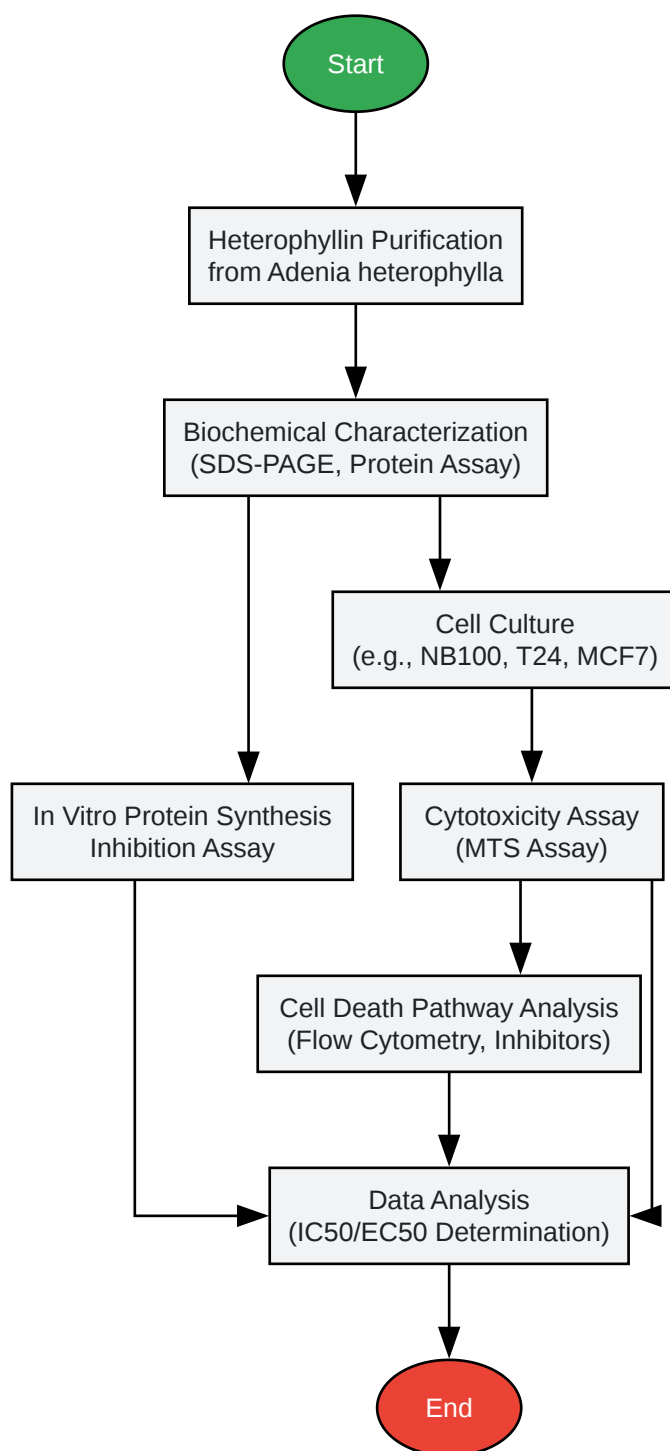 Start
Heterophyllin Purification
from Adenia heterophylla
Biochemical Characterization
(SDS-PAGE, Protein Assay)
Cell Culture
(e.g., NB100, T24, MCF7)
In Vitro Protein Synthesis
Inhibition Assay
Cytotoxicity Assay
(MTS Assay)
Cell Death Pathway Analysis
(Flow Cytometry, Inhibitors)
Data Analysis
(IC50/EC50 Determination)
End